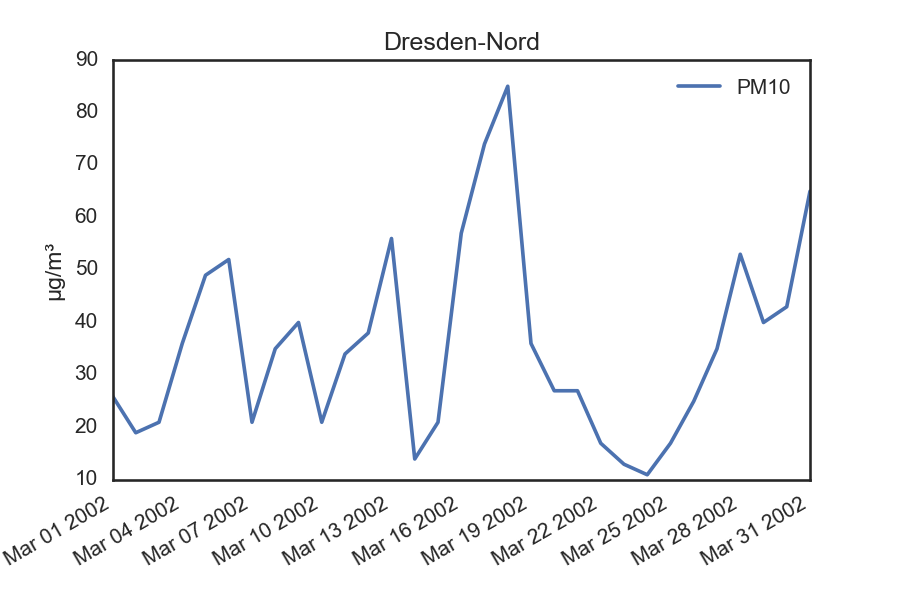 Dresden-Nord
90
80
70
60
50
40
30
20
10
µg/m³
PM10
Mar 01 2002
Mar 04 2002
Mar 07 2002
Mar 10 2002
Mar 13 2002
Mar 16 2002
Mar 19 2002
Mar 22 2002
Mar 25 2002
Mar 28 2002
Mar 31 2002